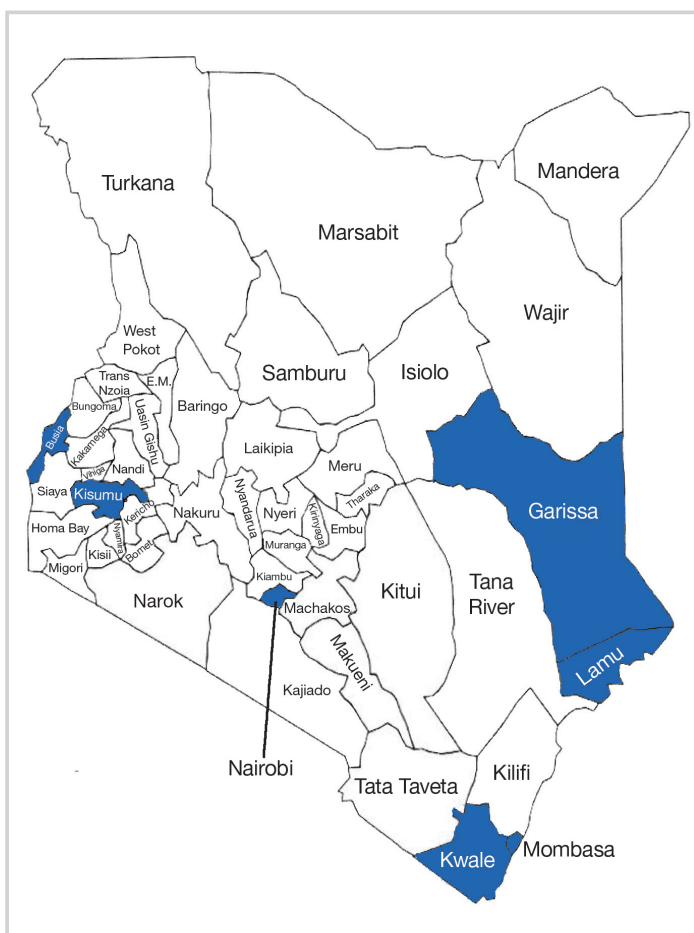 Turkana
Mandera
Marsabit
Wajir
West
Pokot
Samburu
Isiolo
Trans
Nzoia
E.M.
Bungoma
Uasin Gishu
Baringo
Busia
Kakamega
Laikipia
Vihiga
Nandi
Meru
Siaya
Kisumu
Tharaka
Kericho
Nakuru
Nyandarua
Nyeri
Kirinyaga
Embu
Garissa
Homa Bay
Nyamira
Kisii
Bomet
Muranga
Migori
Kiambu
Kitui
Tana
River
Narok
Machakos
Makueni
Lamu
Kajiado
Nairobi
Tata Taveta
Kilifi
Kwale
Mombasa